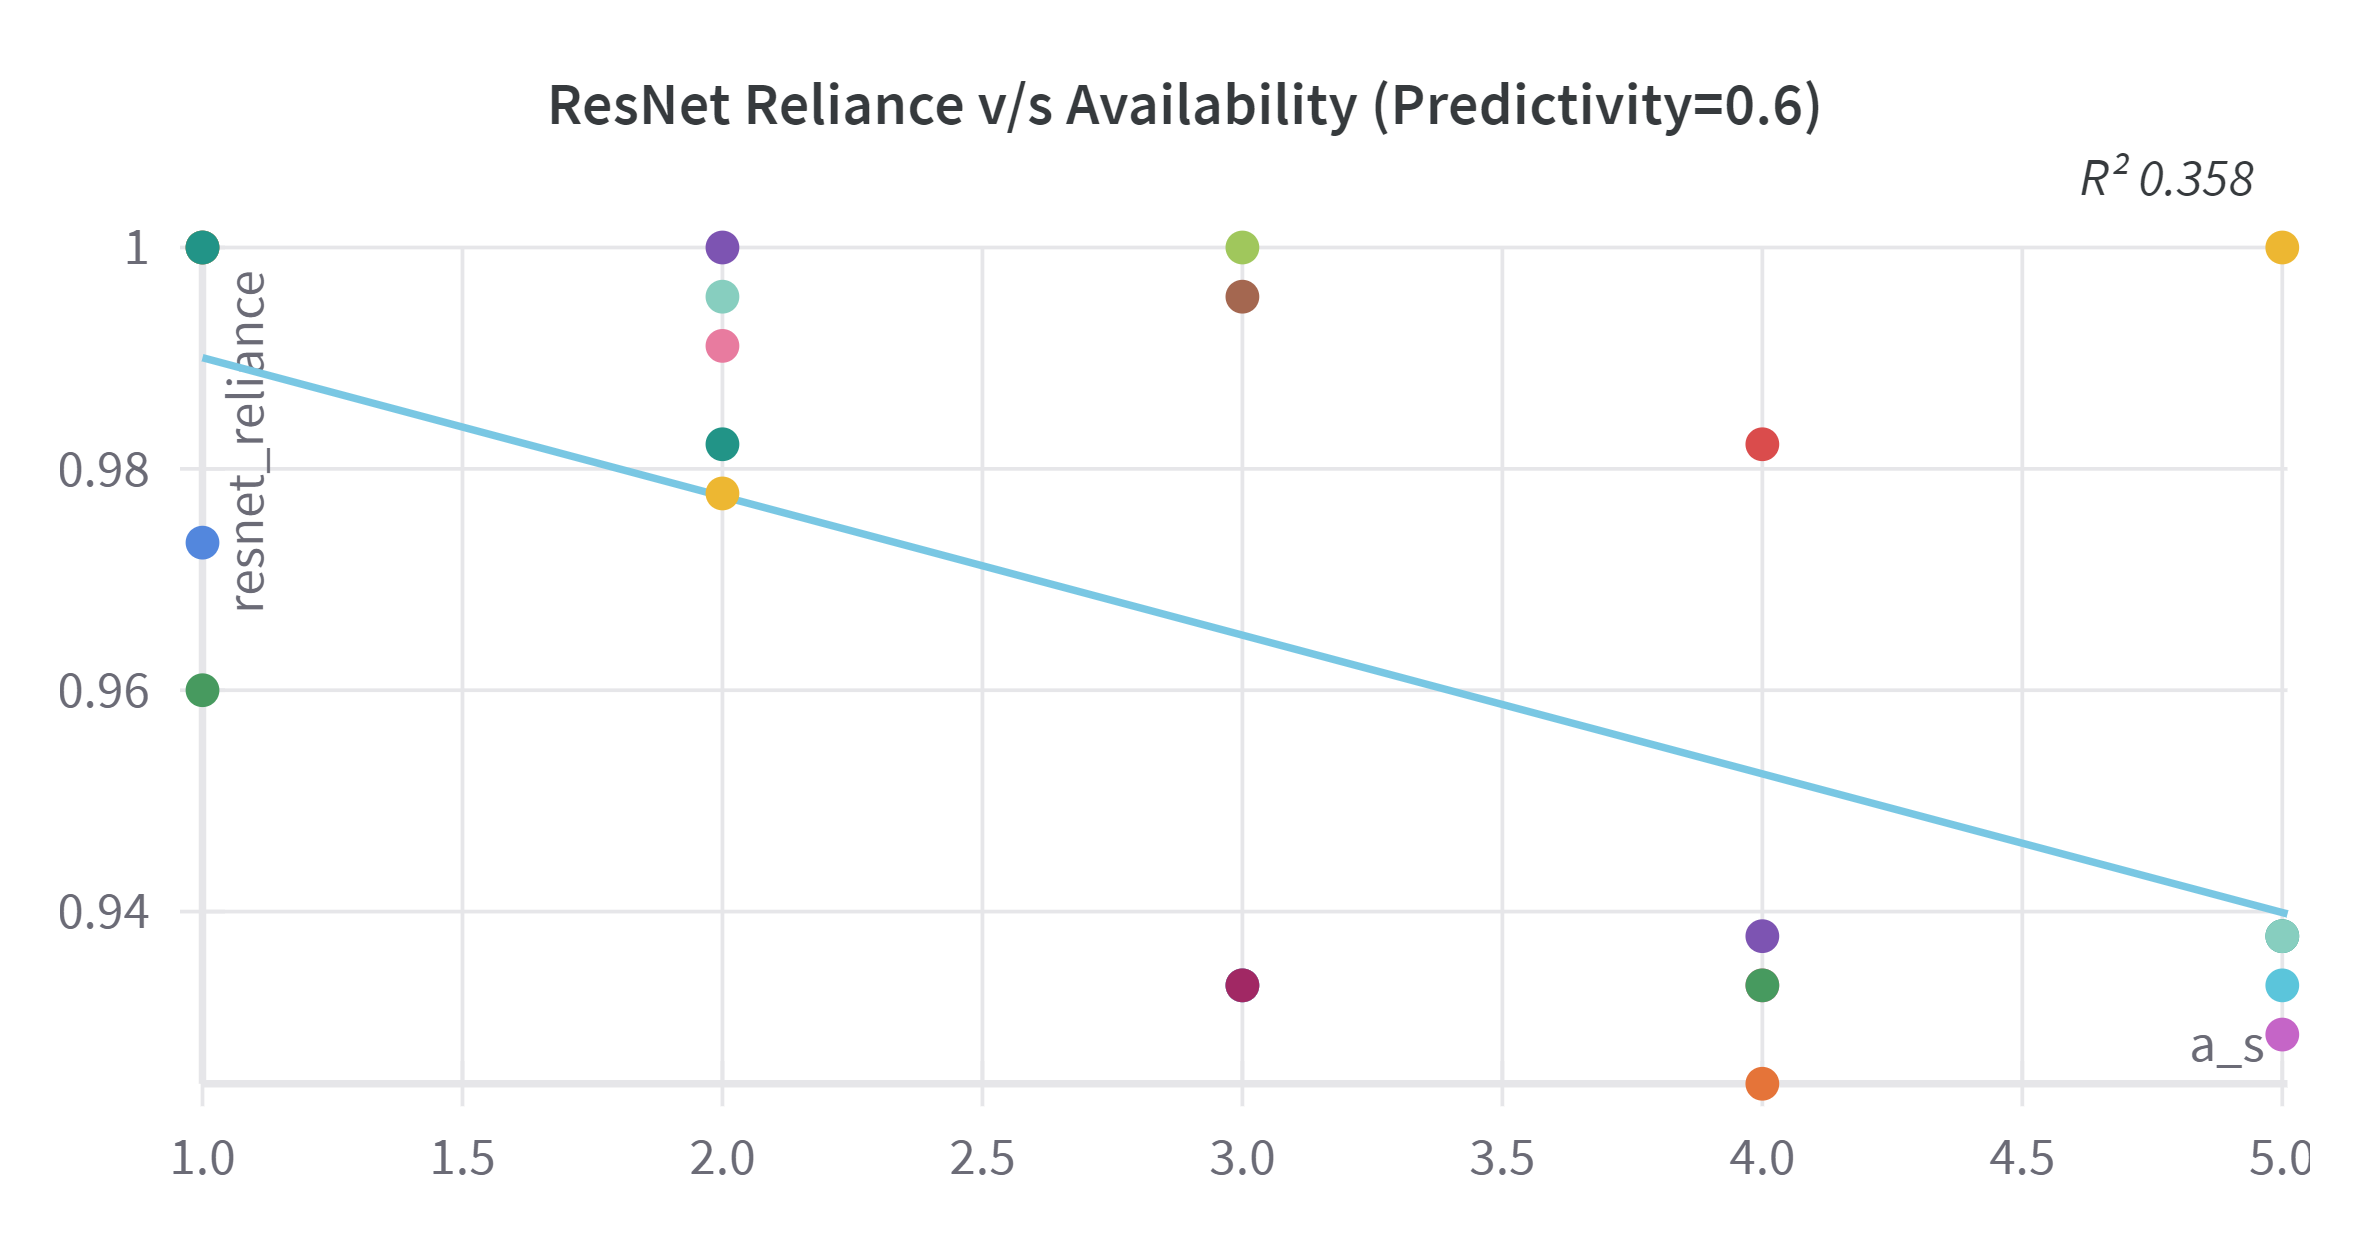 ResNet Reliance v/s Availability (Predictivity=0.6)
R² 0.358
1
0.98
0.96
0.94
resnet_reliance
a_s
1.0 1.5 2.0 2.5 3.0 3.5 4.0 4.5 5.0